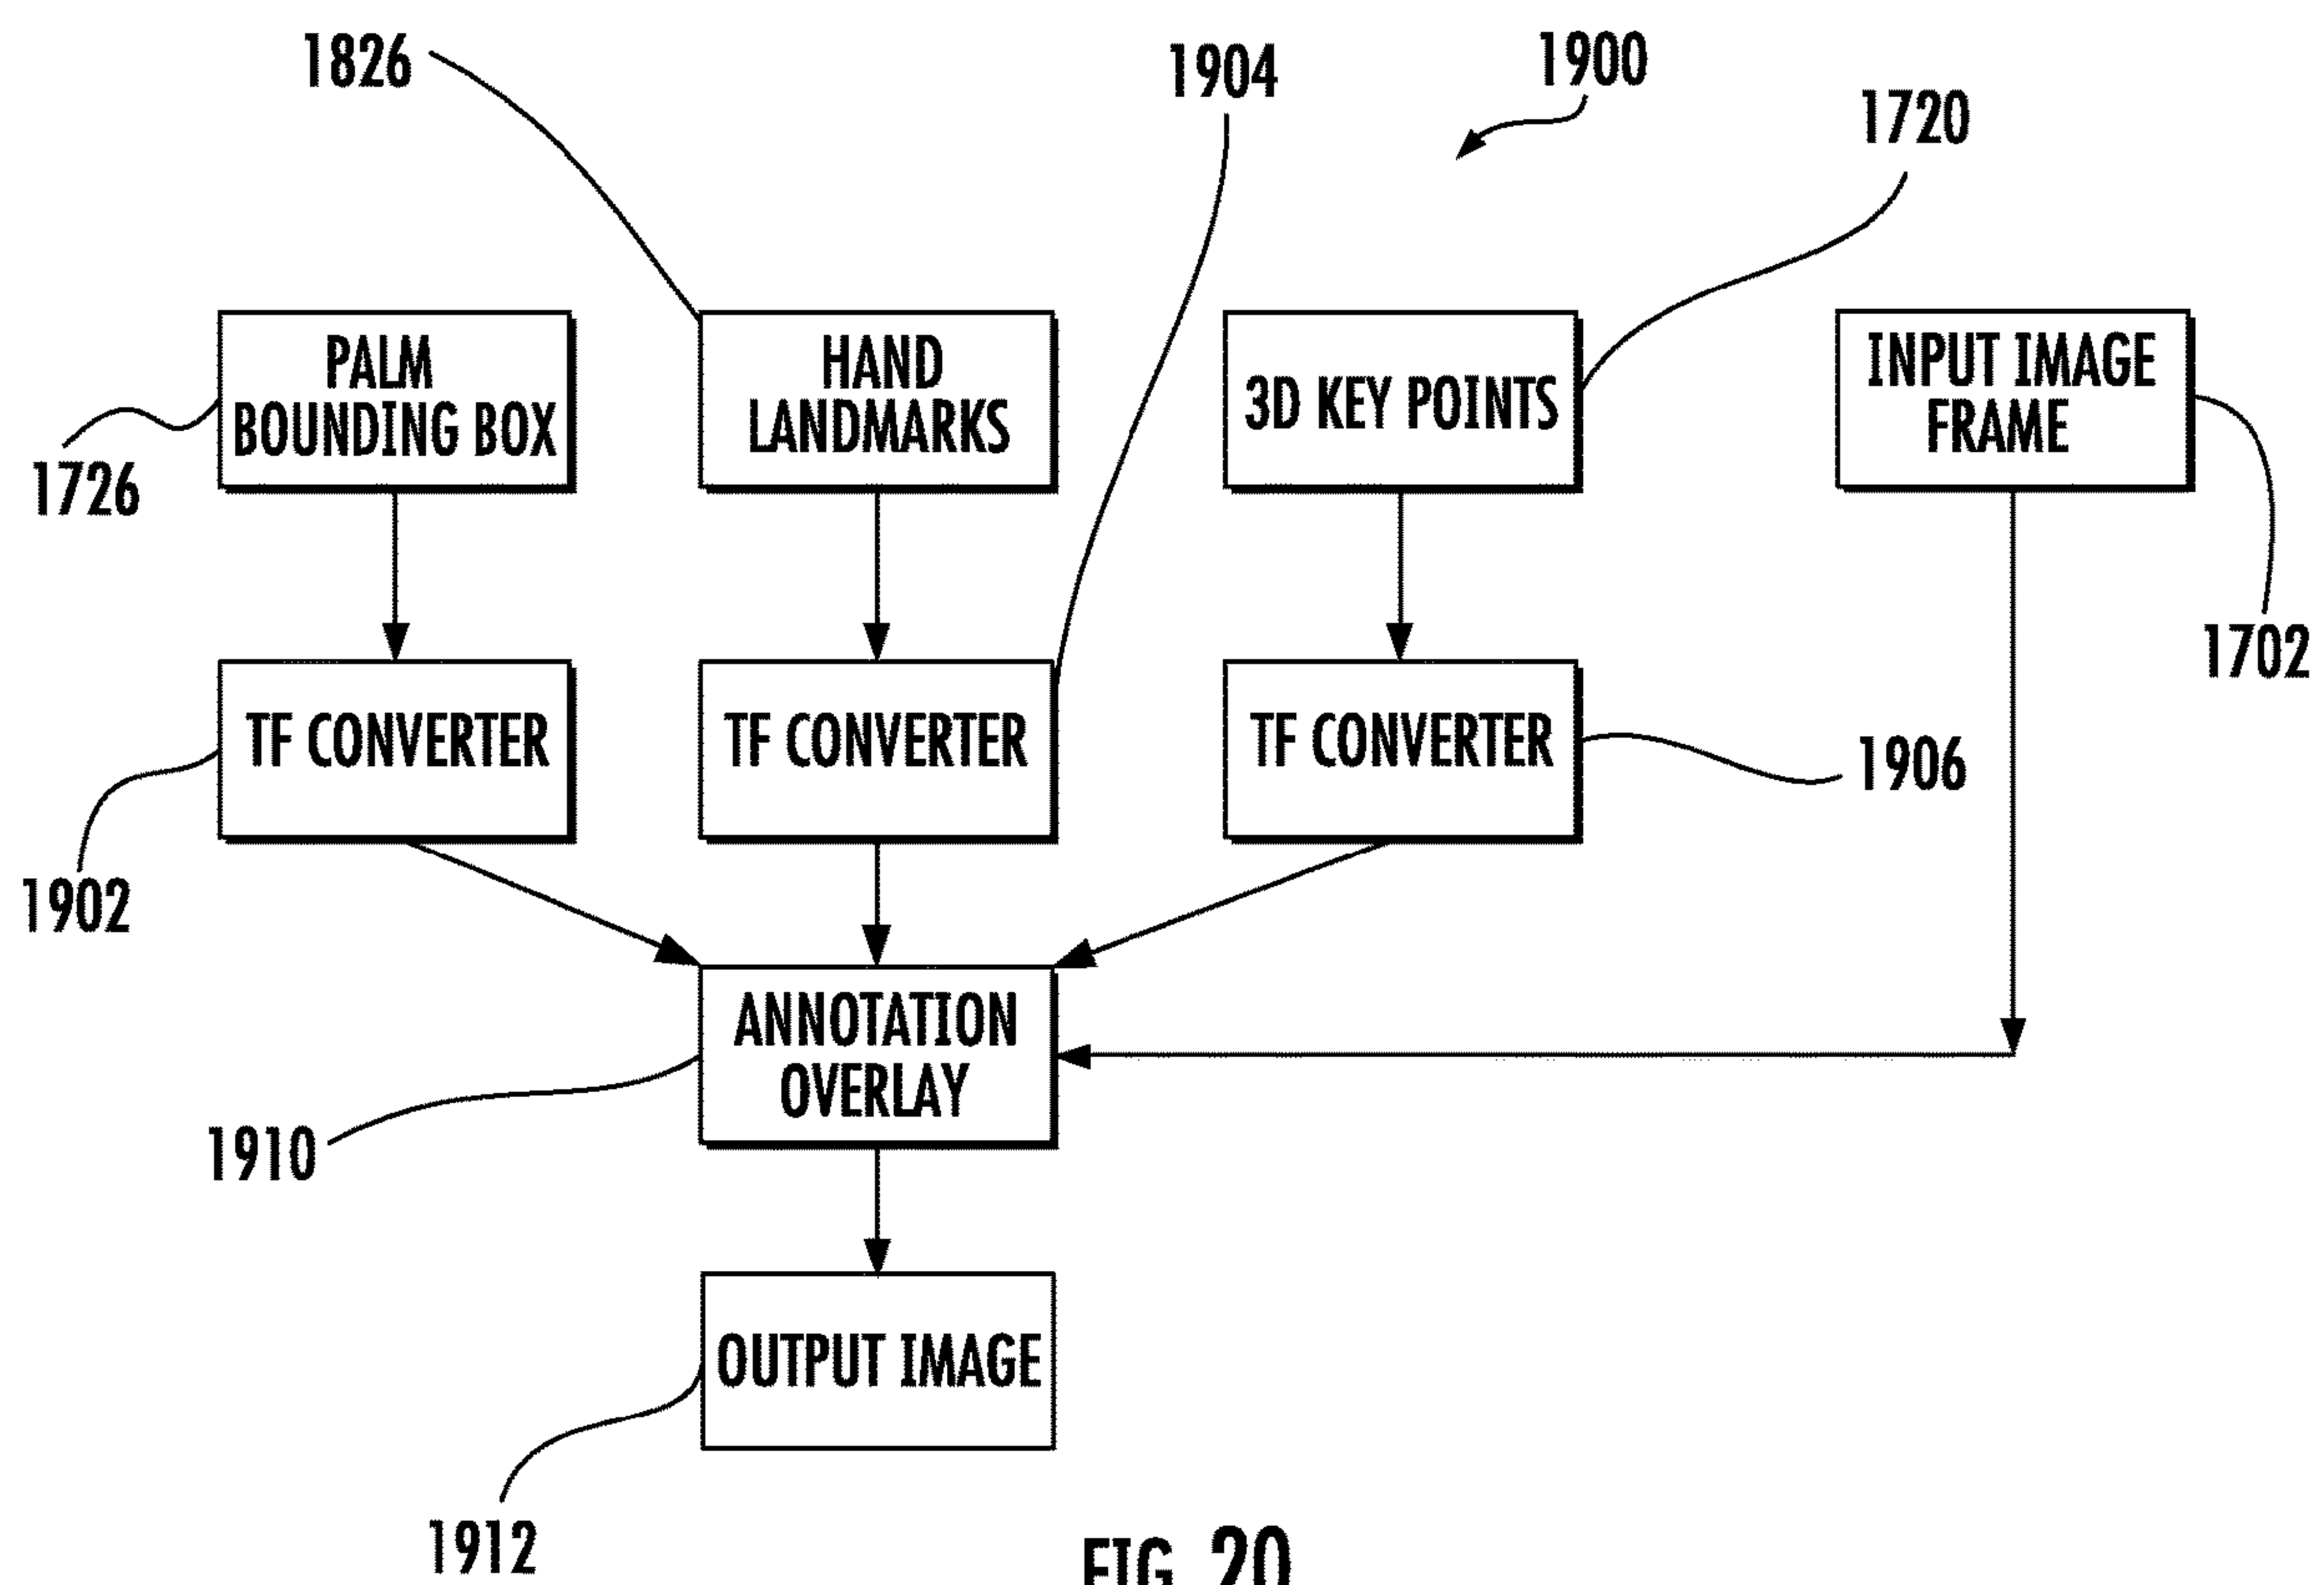 1826
1904
1900
1720
PALM
BOUNDING BOX
HAND
LANDMARKS
3D KEY POINTS
INPUT IMAGE
FRAME
1726
1702
TF CONVERTER
TF CONVERTER
TF CONVERTER
1906
1902
ANNOTATION
OVERLAY
1910
OUTPUT IMAGE
1912
FIG. 20